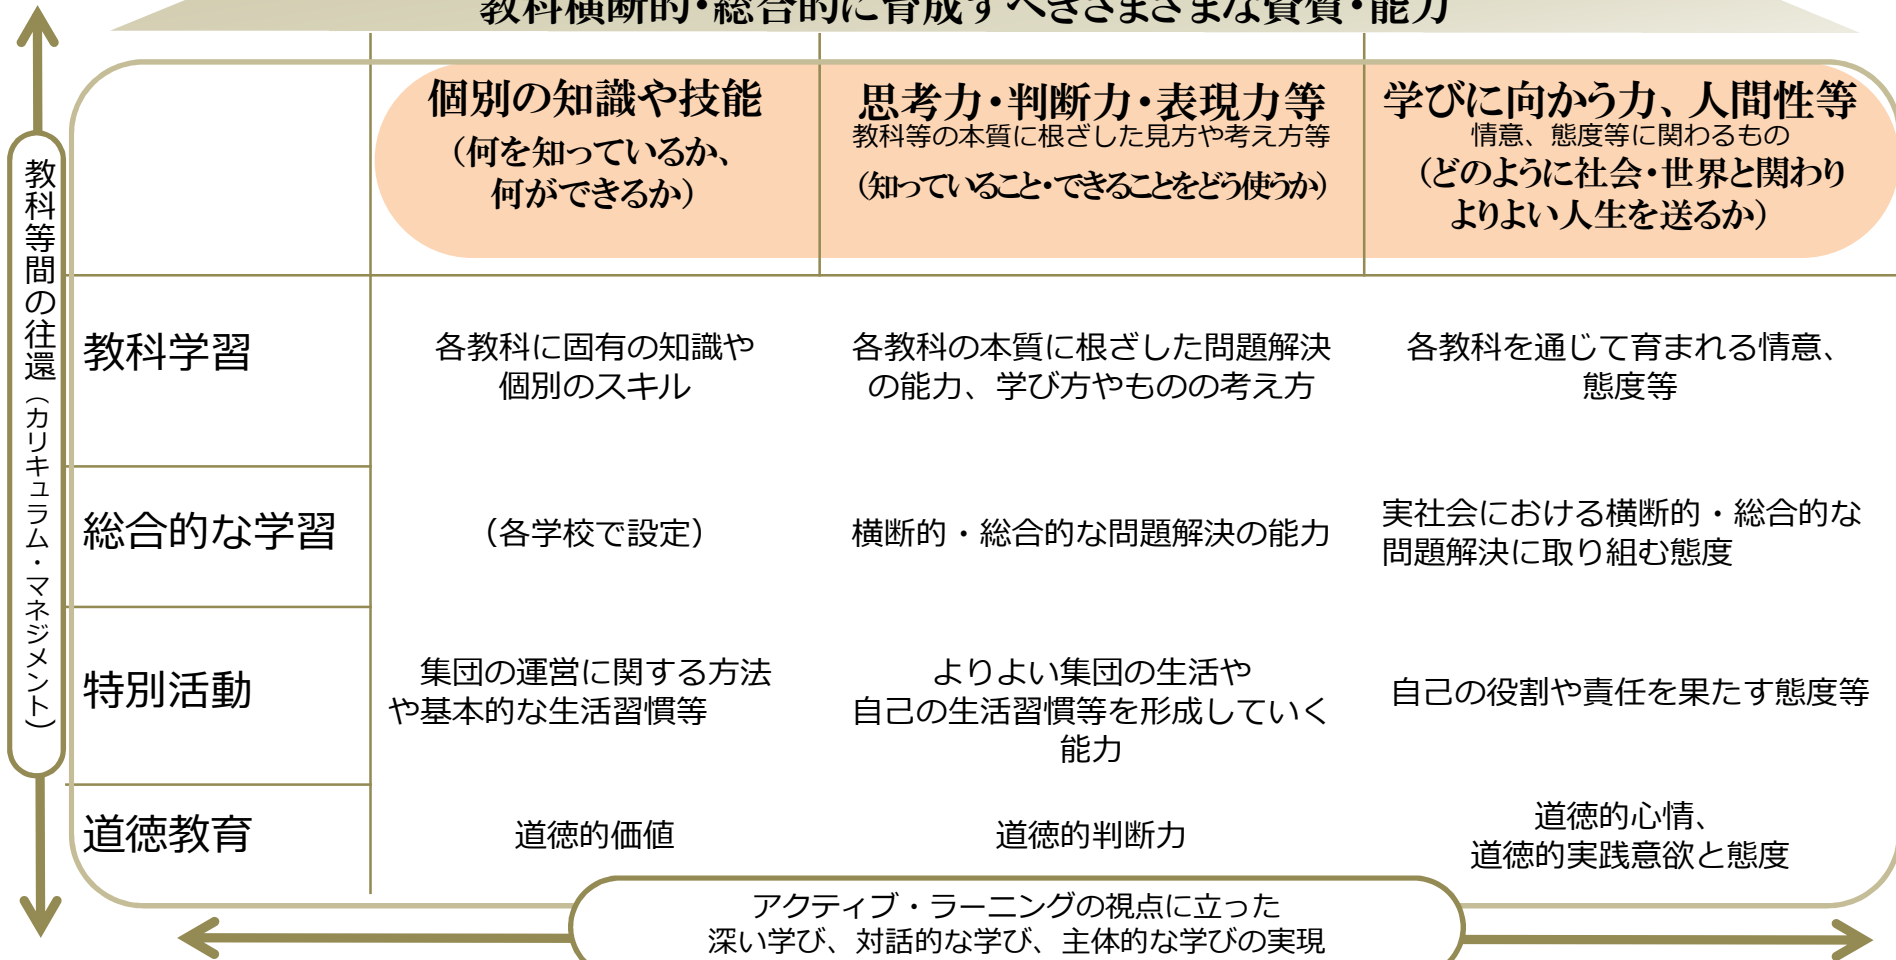 教科横断的・総合的に育成すべきさまざまな資質・能力
個別の知識や技能
（何を知っているか、
何ができるか）
思考力・判断力・表現力等
教科等の本質に根ざした見方や考え方等
（知っていること・できることをどう使うか）
学びに向かう力、人間性等
情意、態度等に関わるもの
（どのように社会・世界と関わり
よりよい人生を送るか）
教科等間の往還（カリキュラム・マネジメント）
教科学習
各教科に固有の知識や
個別のスキル
各教科の本質に根ざした問題解決
の能力、学び方やものの考え方
各教科を通じて育まれる情意、
態度等
総合的な学習
（各学校で設定）
横断的・総合的な問題解決の能力
実社会における横断的・総合的な
問題解決に取り組む態度
特別活動
集団の運営に関する方法
や基本的な生活習慣等
よりよい集団の生活や
自己の生活習慣等を形成していく
能力
自己の役割や責任を果たす態度等
道徳教育
道徳的価値
道徳的判断力
道徳的心情、
道徳的実践意欲と態度
アクティブ・ラーニングの視点に立った
深い学び、対話的な学び、主体的な学びの実現